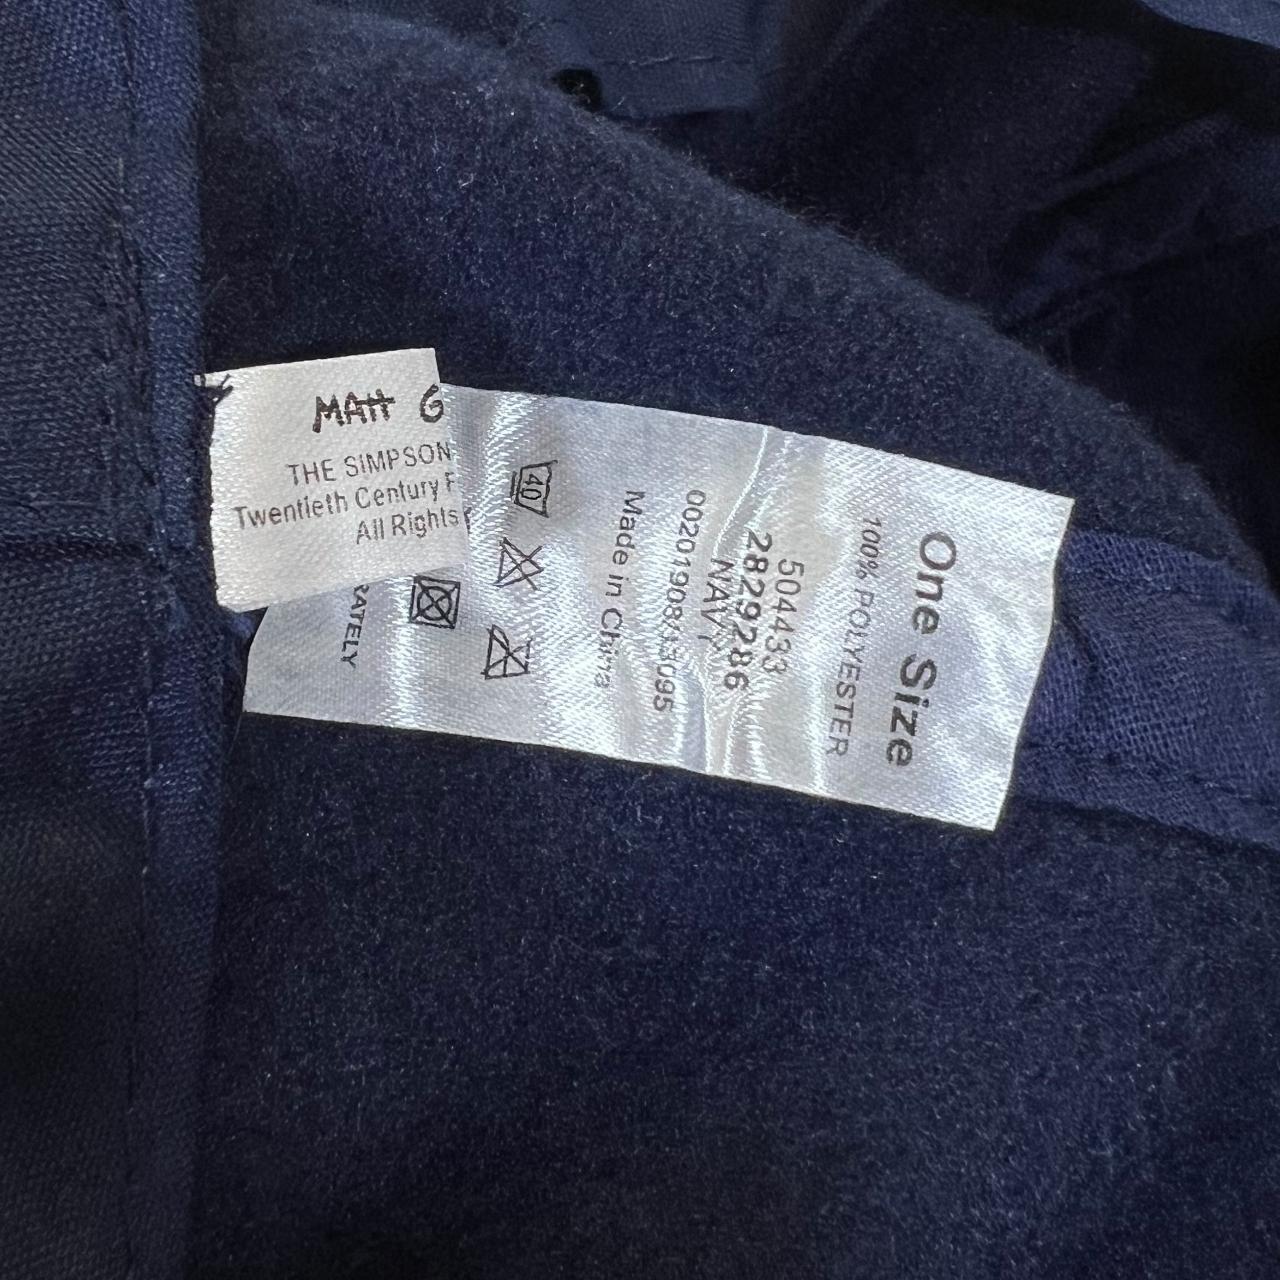 MAtt G
THE SIMPSON
Twentieth Century F
All Rights
One Size
100% POLYESTER
504433
2829286
NAVY
Made in China
40
RATELY